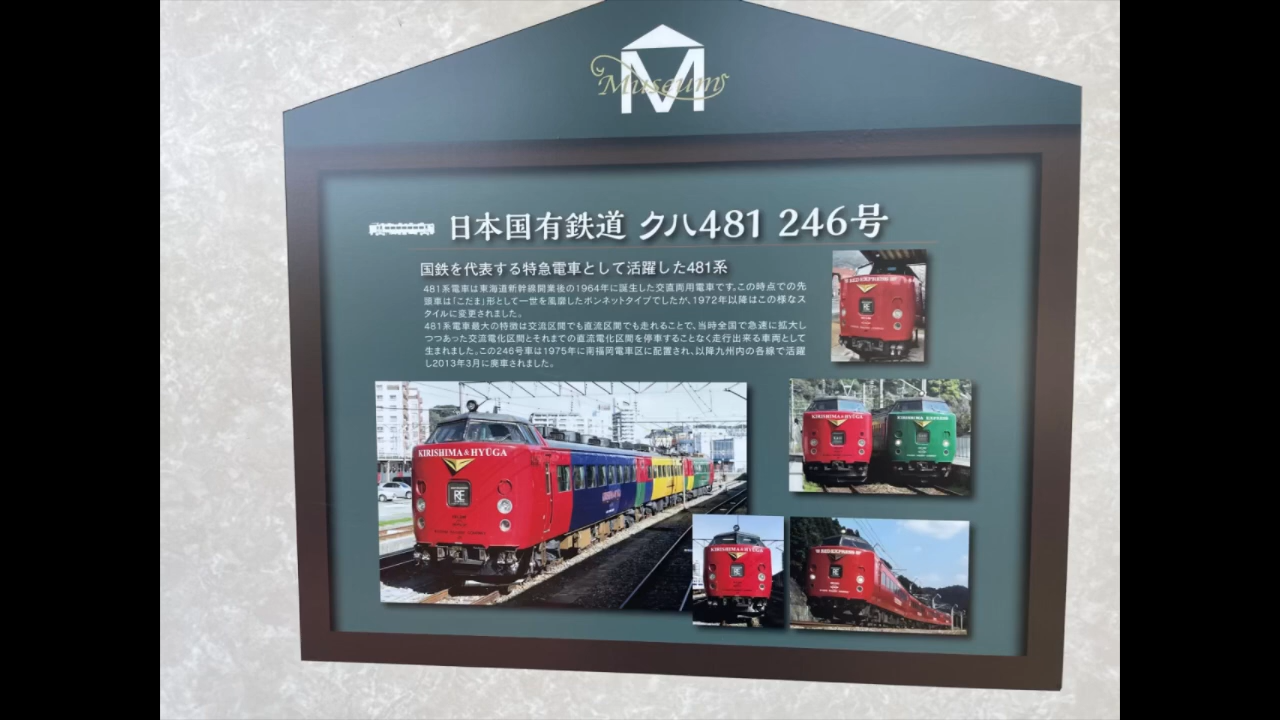 M
Museum
日本国有鉄道 クハ481 246号
国鉄を代表する特急電車として活躍した481系
481系電車は東海道新幹線開業後の1964年に誕生した交直両用電車です。この時点での先
頭車は「こだま」形として一世を風靡したボンネットタイプでしたが、1972年以降はこの様なス
タイルに変更されました。
481系電車最大の特徴は交流区間でも直流区間でも走れることで、当時全国で急速に拡大し
つつあった交流電化区間とそれまでの直流電化区間を停車することなく走行出来る車両として
生まれました。この246号車は1975年に南福岡電車区に配置され、以降九州内の各線で活躍
し2013年3月に廃車されました。
RED EXPRESS
KIRISHIMA & HYŪGA
RE
KIRISHIMA & HYŪGA
KIRISHIMA & HYŪGA
RED EXPRESS